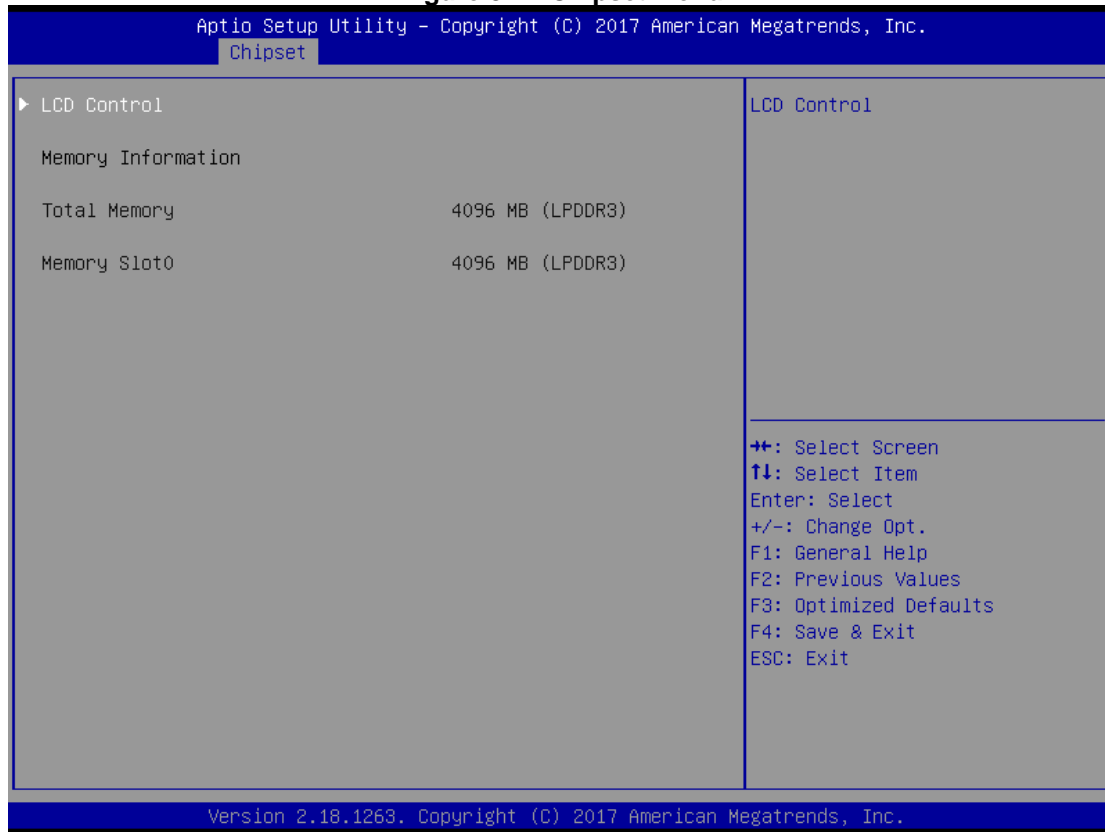 Aptio Setup Utility – Copyright (C) 2017 American Megatrends, Inc.
Chipset
▶ LCD Control
Memory Information
Total Memory 4096 MB (LPDDR3)
Memory Slot0 4096 MB (LPDDR3)
LCD Control
→←: Select Screen
↑↓: Select Item
Enter: Select
+/-: Change Opt.
F1: General Help
F2: Previous Values
F3: Optimized Defaults
F4: Save & Exit
ESC: Exit
Version 2.18.1263. Copyright (C) 2017 American Megatrends, Inc.